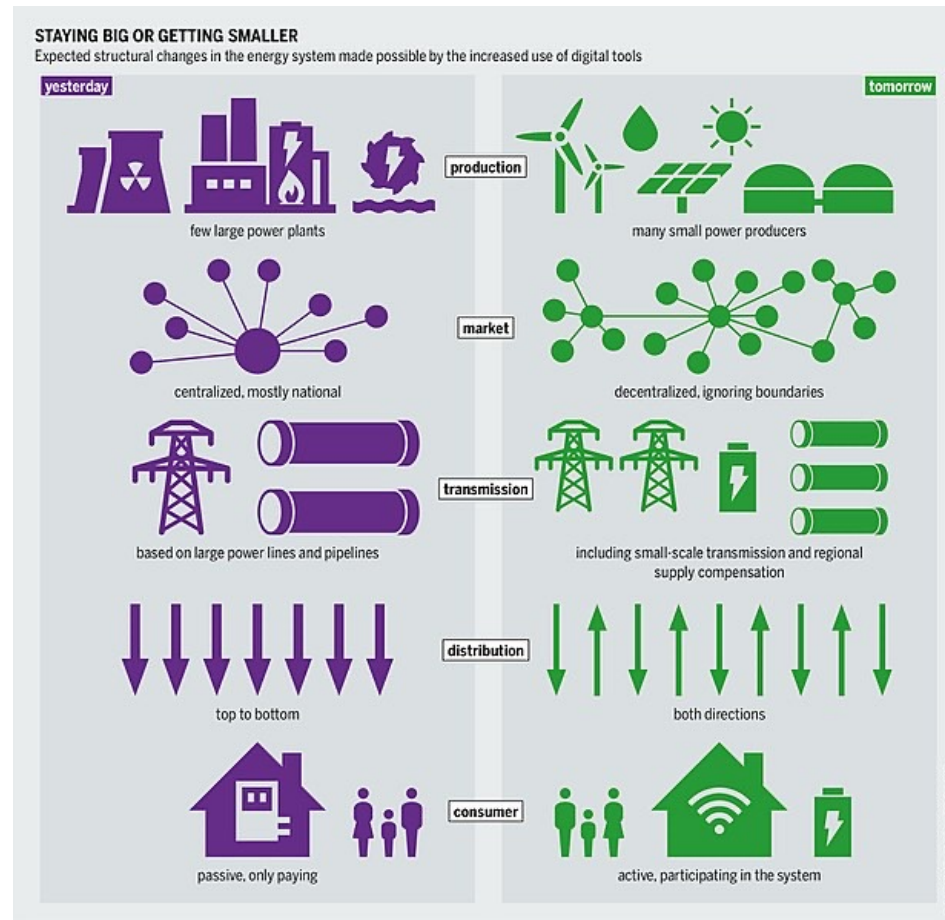 STAYING BIG OR GETTING SMALLER
Expected structural changes in the energy system made possible by the increased use of digital tools
yesterday
tomorrow
production
few large power plants
many small power producers
market
centralized, mostly national
decentralized, ignoring boundaries
transmission
based on large power lines and pipelines
including small-scale transmission and regional
supply compensation
distribution
top to bottom
both directions
consumer
passive, only paying
active, participating in the system